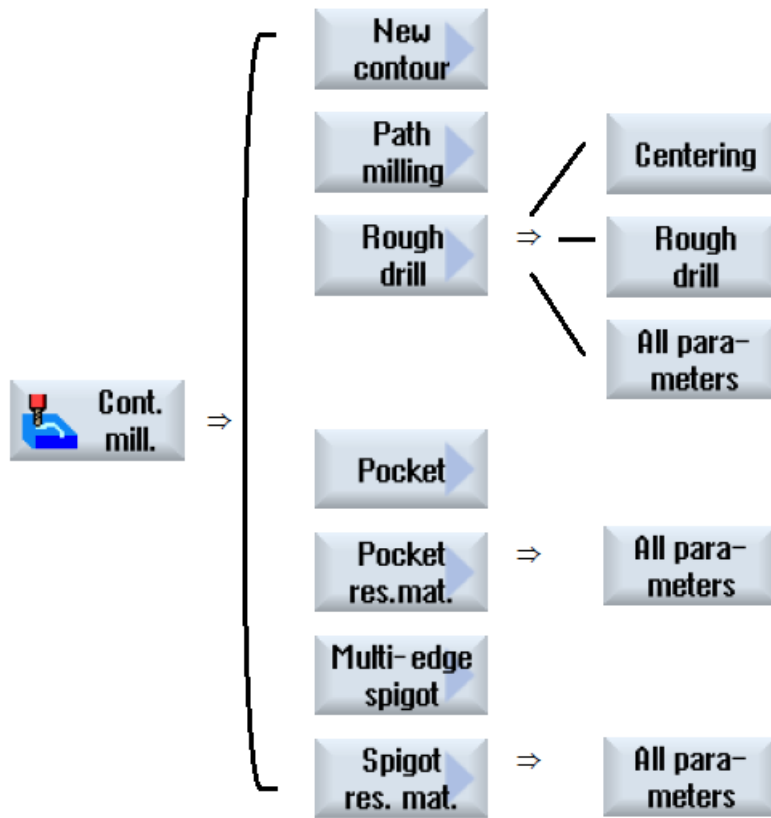 New
contour
Path
milling
Centering
Rough
drill
⇒
Rough
drill
All para-
meters
Cont.
mill.
⇒
Pocket
Pocket
res.mat.
⇒
All para-
meters
Multi-edge
spigot
Spigot
res. mat.
⇒
All para-
meters